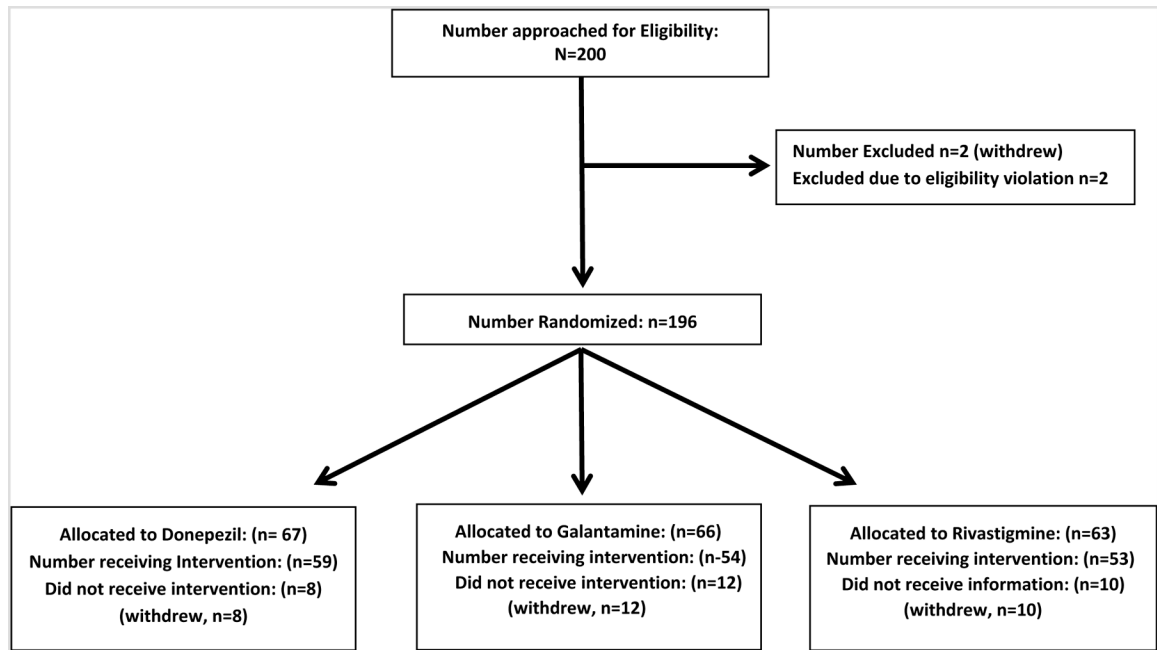 Number approached for Eligibility:
N=200
Number Excluded n=2 (withdrew)
Excluded due to eligibility violation n=2
Number Randomized: n=196
Allocated to Donepezil: (n= 67)
Number receiving Intervention: (n=59)
Did not receive intervention: (n=8)
(withdrew, n=8)
Allocated to Galantamine: (n=66)
Number receiving intervention: (n-54)
Did not receive intervention: (n=12)
(withdrew, n=12)
Allocated to Rivastigmine: (n=63)
Number receiving intervention: (n=53)
Did not receive information: (n=10)
(withdrew, n=10)